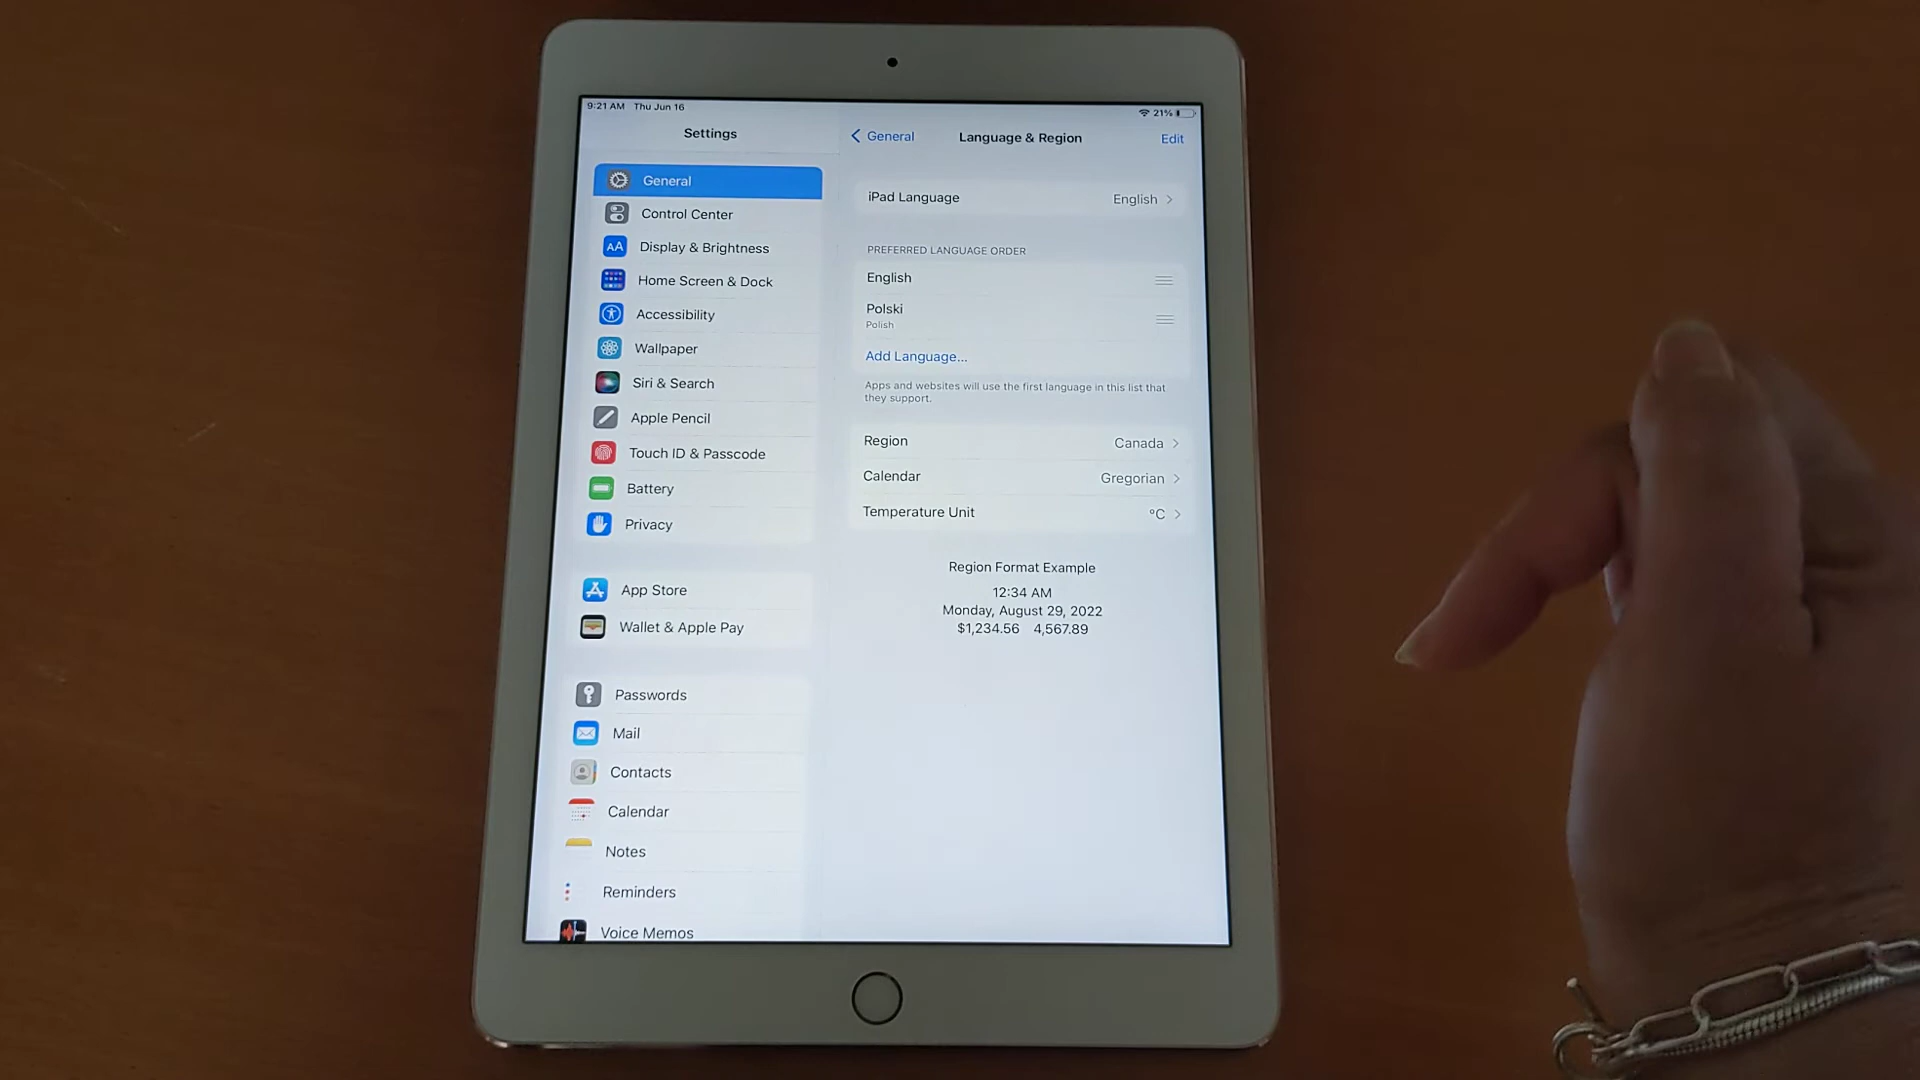 9:21 AM Thu Jun 16
21%
Settings
General
Language & Region
Edit
General
Control Center
Display & Brightness
Home Screen & Dock
Accessibility
Wallpaper
Siri & Search
Apple Pencil
Touch ID & Passcode
Battery
Privacy
App Store
Wallet & Apple Pay
Passwords
Mail
Contacts
Calendar
Notes
Reminders
Voice Memos
iPad Language English
PREFERRED LANGUAGE ORDER
English
Polski
Polish
Add Language...
Apps and websites will use the first language in this list that
they support.
Region Canada
Calendar Gregorian
Temperature Unit °C
Region Format Example
12:34 AM
Monday, August 29, 2022
$1,234.56 4,567.89